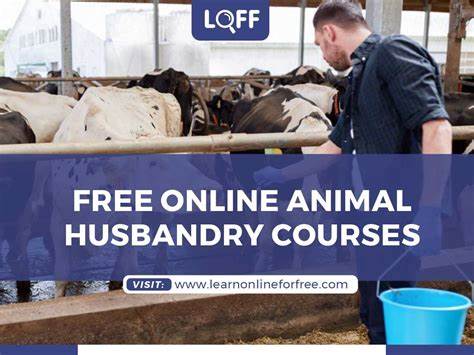 LOFF
FREE ONLINE ANIMAL
HUSBANDRY COURSES
VISIT:
www.learnonlineforfree.com